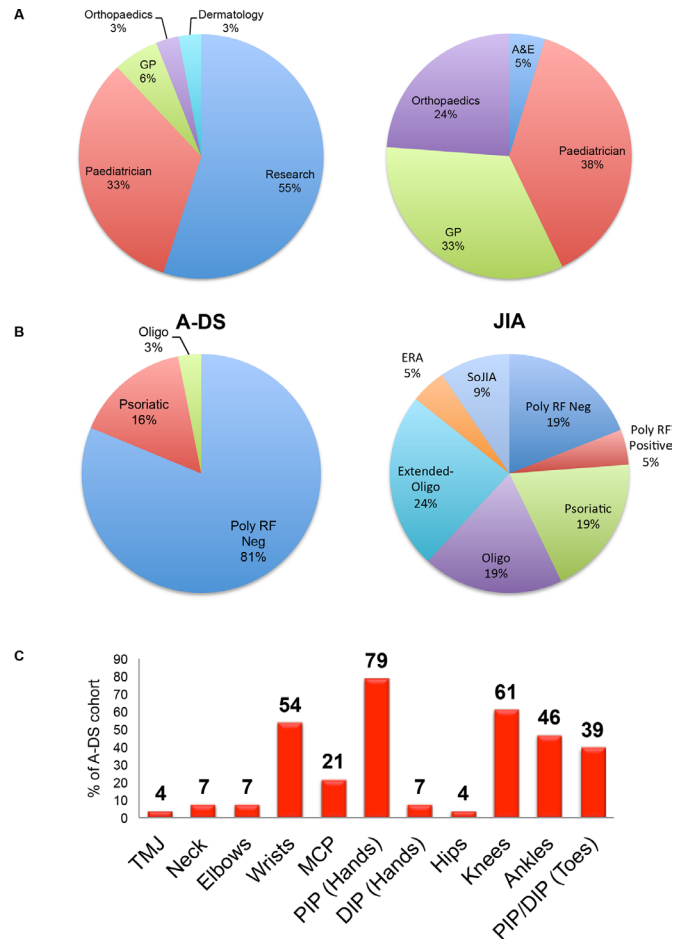 A
Orthopaedics
3%
Dermatology
3%
GP
6%
Paediatrician
33%
Research
55%
A&E
5%
Orthopaedics
24%
Paediatrician
38%
GP
33%
B
A-DS
JIA
Oligo
3%
Psoriatic
16%
Poly RF
Neg
81%
ERA
5%
SoJIA
9%
Poly RF Neg
19%
Poly RF
Positive
5%
Extended-
Oligo
24%
Psoriatic
19%
Oligo
19%
C
% of A-DS cohort
90
80
70
60
50
40
30
20
10
0
4
7
7
54
21
79
7
4
61
46
39
TMJ
Neck
Elbows
Wrists
MCP
PIP (Hands)
DIP (Hands)
Hips
Knees
Ankles
PIP/DIP (Toes)